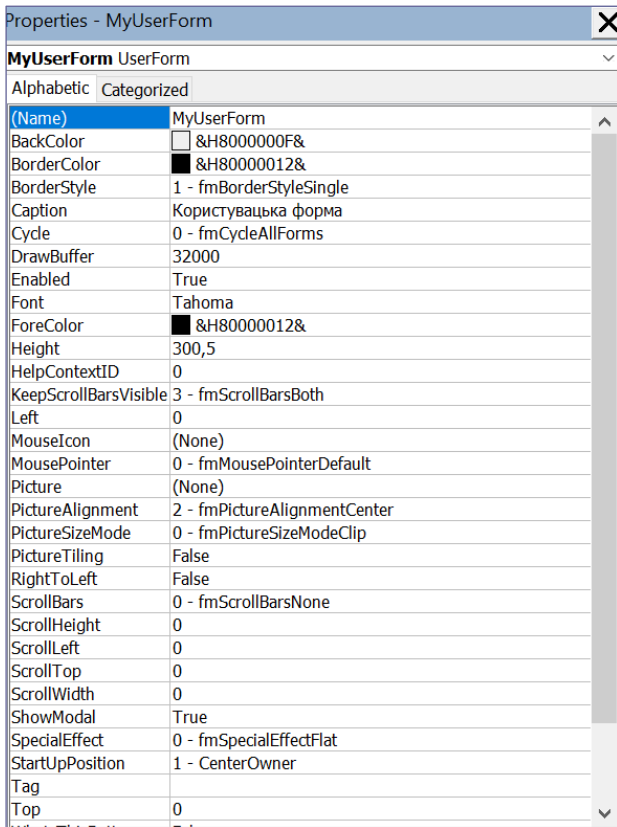 Properties - MyUserForm
MyUserForm UserForm
Alphabetic Categorized
(Name) MyUserForm
BackColor &H8000000F&
BorderColor &H80000012&
BorderStyle 1 - fmBorderStyleSingle
Caption Користувацька форма
Cycle 0 - fmCycleAllForms
DrawBuffer 32000
Enabled True
Font Tahoma
ForeColor &H80000012&
Height 300,5
HelpContextID 0
KeepScrollBarsVisible 3 - fmScrollBarsBoth
Left 0
MouseIcon (None)
MousePointer 0 - fmMousePointerDefault
Picture (None)
PictureAlignment 2 - fmPictureAlignmentCenter
PictureSizeMode 0 - fmPictureSizeModeClip
PictureTiling False
RightToLeft False
ScrollBars 0 - fmScrollBarsNone
ScrollHeight 0
ScrollLeft 0
ScrollTop 0
ScrollWidth 0
ShowModal True
SpecialEffect 0 - fmSpecialEffectFlat
StartUpPosition 1 - CenterOwner
Tag
Top 0